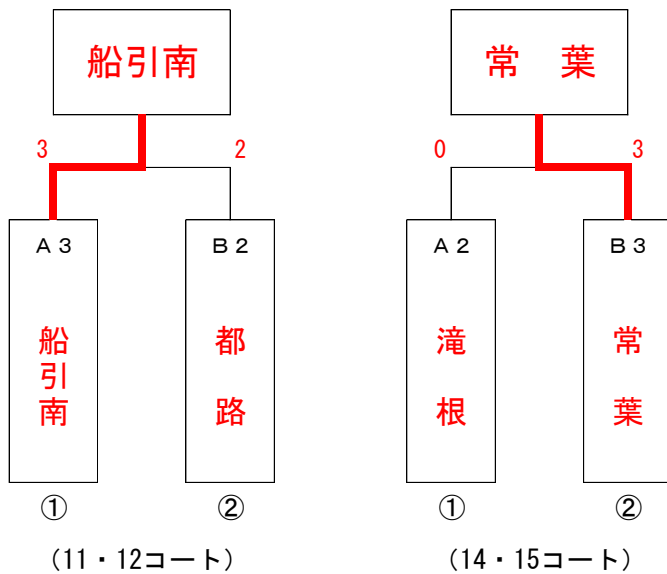 船引南
3
2
A3
B2
船引南
都路
①
②
（11・12コート）
常　葉
0
3
A2
B3
滝根
常葉
①
②
（14・15コート）